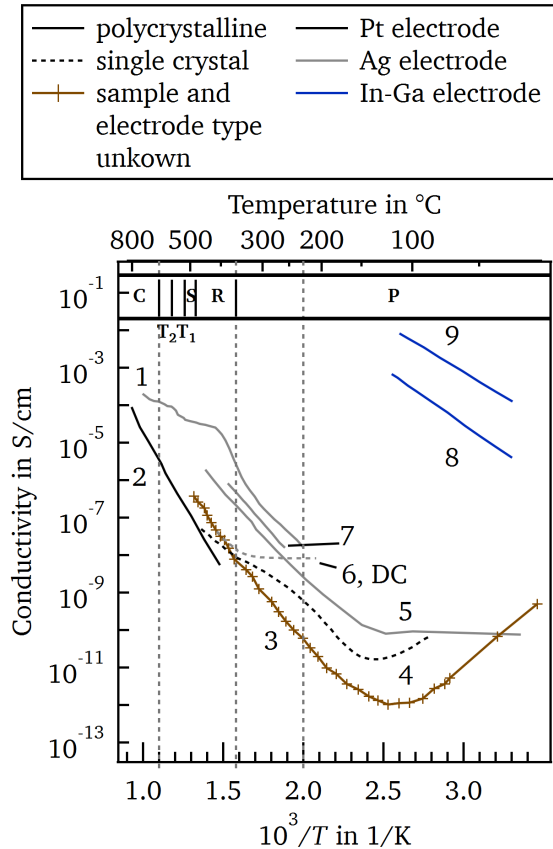 polycrystalline
Pt electrode
single crystal
Ag electrode
sample and
electrode type
unkown
In-Ga electrode
Temperature in °C
800 500 300 200 100
C S R P
T₂T₁
10⁻¹
10⁻³
10⁻⁵
10⁻⁷
10⁻⁹
10⁻¹¹
10⁻¹³
Conductivity in S/cm
1
2
3
4
5
6, DC
7
8
9
1.0 1.5 2.0 2.5 3.0
10³/T in 1/K